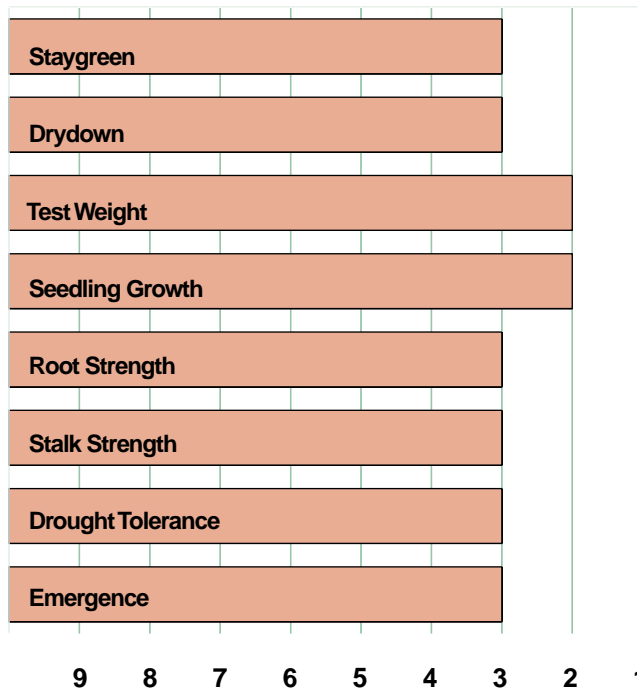 Staygreen
Drydown
Test Weight
Seedling Growth
Root Strength
Stalk Strength
Drought Tolerance
Emergence
9 8 7 6 5 4 3 2 1